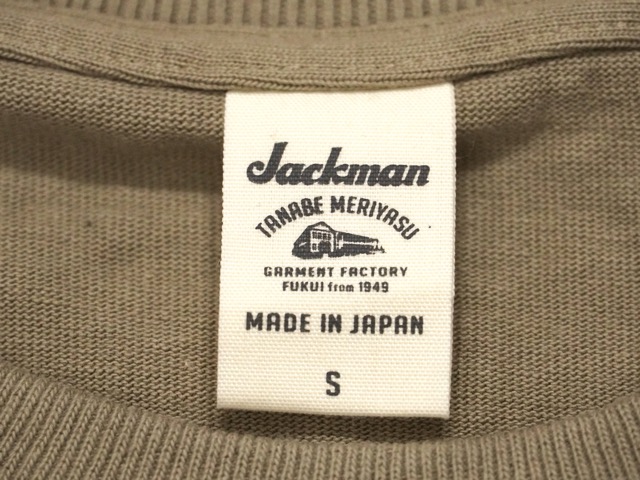 Jackman
TANABE MERIYASU
GARMENT FACTORY
FUKUI from 1949
MADE IN JAPAN
S